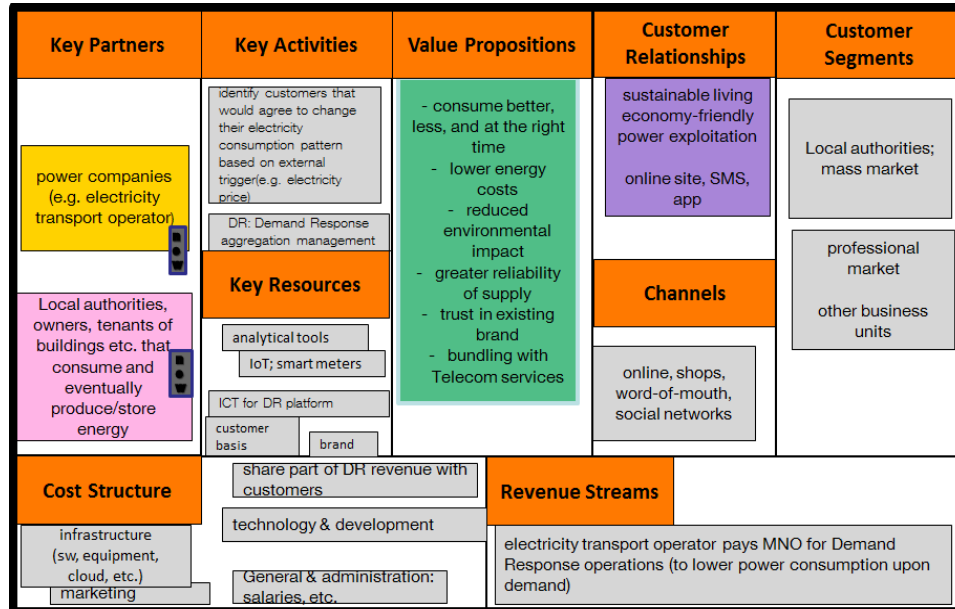 Key Partners
power companies
(e.g. electricity
transport operator)
Local authorities,
owners, tenants of
buildings etc. that
consume and
eventually
produce/store
energy
Key Activities
identify customers that
would agree to change
their electricity
consumption pattern
based on external
trigger(e.g. electricity
price)
DR: Demand Response
aggregation management
Key Resources
analytical tools
IoT; smart meters
ICT for DR platform
customer
basis
brand
Value Propositions
- consume better,
less, and at the right
time
- lower energy
costs
- reduced
environmental
impact
- greater reliability
of supply
- trust in existing
brand
- bundling with
Telecom services
Customer
Relationships
sustainable living
economy-friendly
power exploitation
online site, SMS,
app
Channels
online, shops,
word-of-mouth,
social networks
Customer
Segments
Local authorities;
mass market
professional
market
other business
units
Cost Structure
infrastructure
(sw, equipment,
cloud, etc.)
marketing
share part of DR revenue with
customers
technology & development
General & administration:
salaries, etc.
Revenue Streams
electricity transport operator pays MNO for Demand
Response operations (to lower power consumption upon
demand)